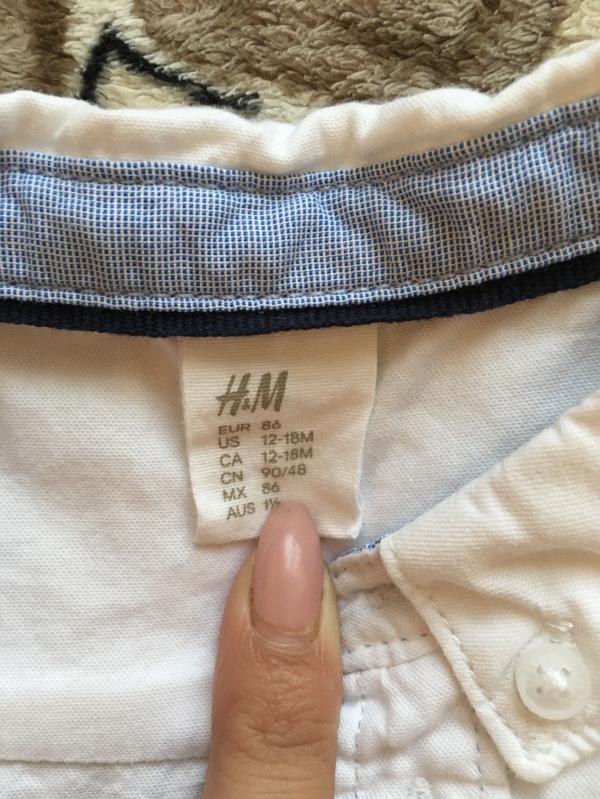 H&M
EUR 86
US 12-18M
CA 12-18M
CN 90/48
MX 86
AUS 1½